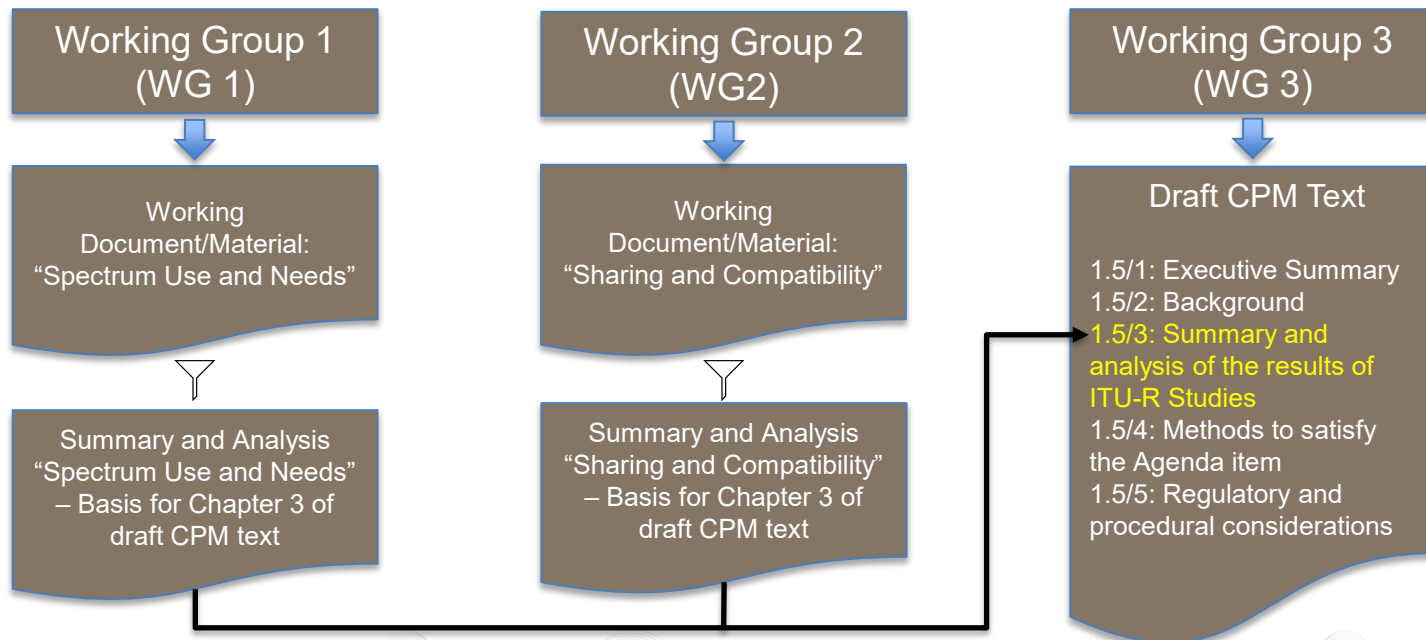 Working Group 1
(WG 1)
Working
Document/Material:
“Spectrum Use and Needs”
Summary and Analysis
“Spectrum Use and Needs”
– Basis for Chapter 3 of
draft CPM text
Working Group 2
(WG2)
Working
Document/Material:
“Sharing and Compatibility”
Summary and Analysis
“Sharing and Compatibility”
– Basis for Chapter 3 of
draft CPM text
Working Group 3
(WG 3)
Draft CPM Text
1.5/1: Executive Summary
1.5/2: Background
1.5/3: Summary and
analysis of the results of
ITU-R Studies
1.5/4: Methods to satisfy
the Agenda item
1.5/5: Regulatory and
procedural considerations